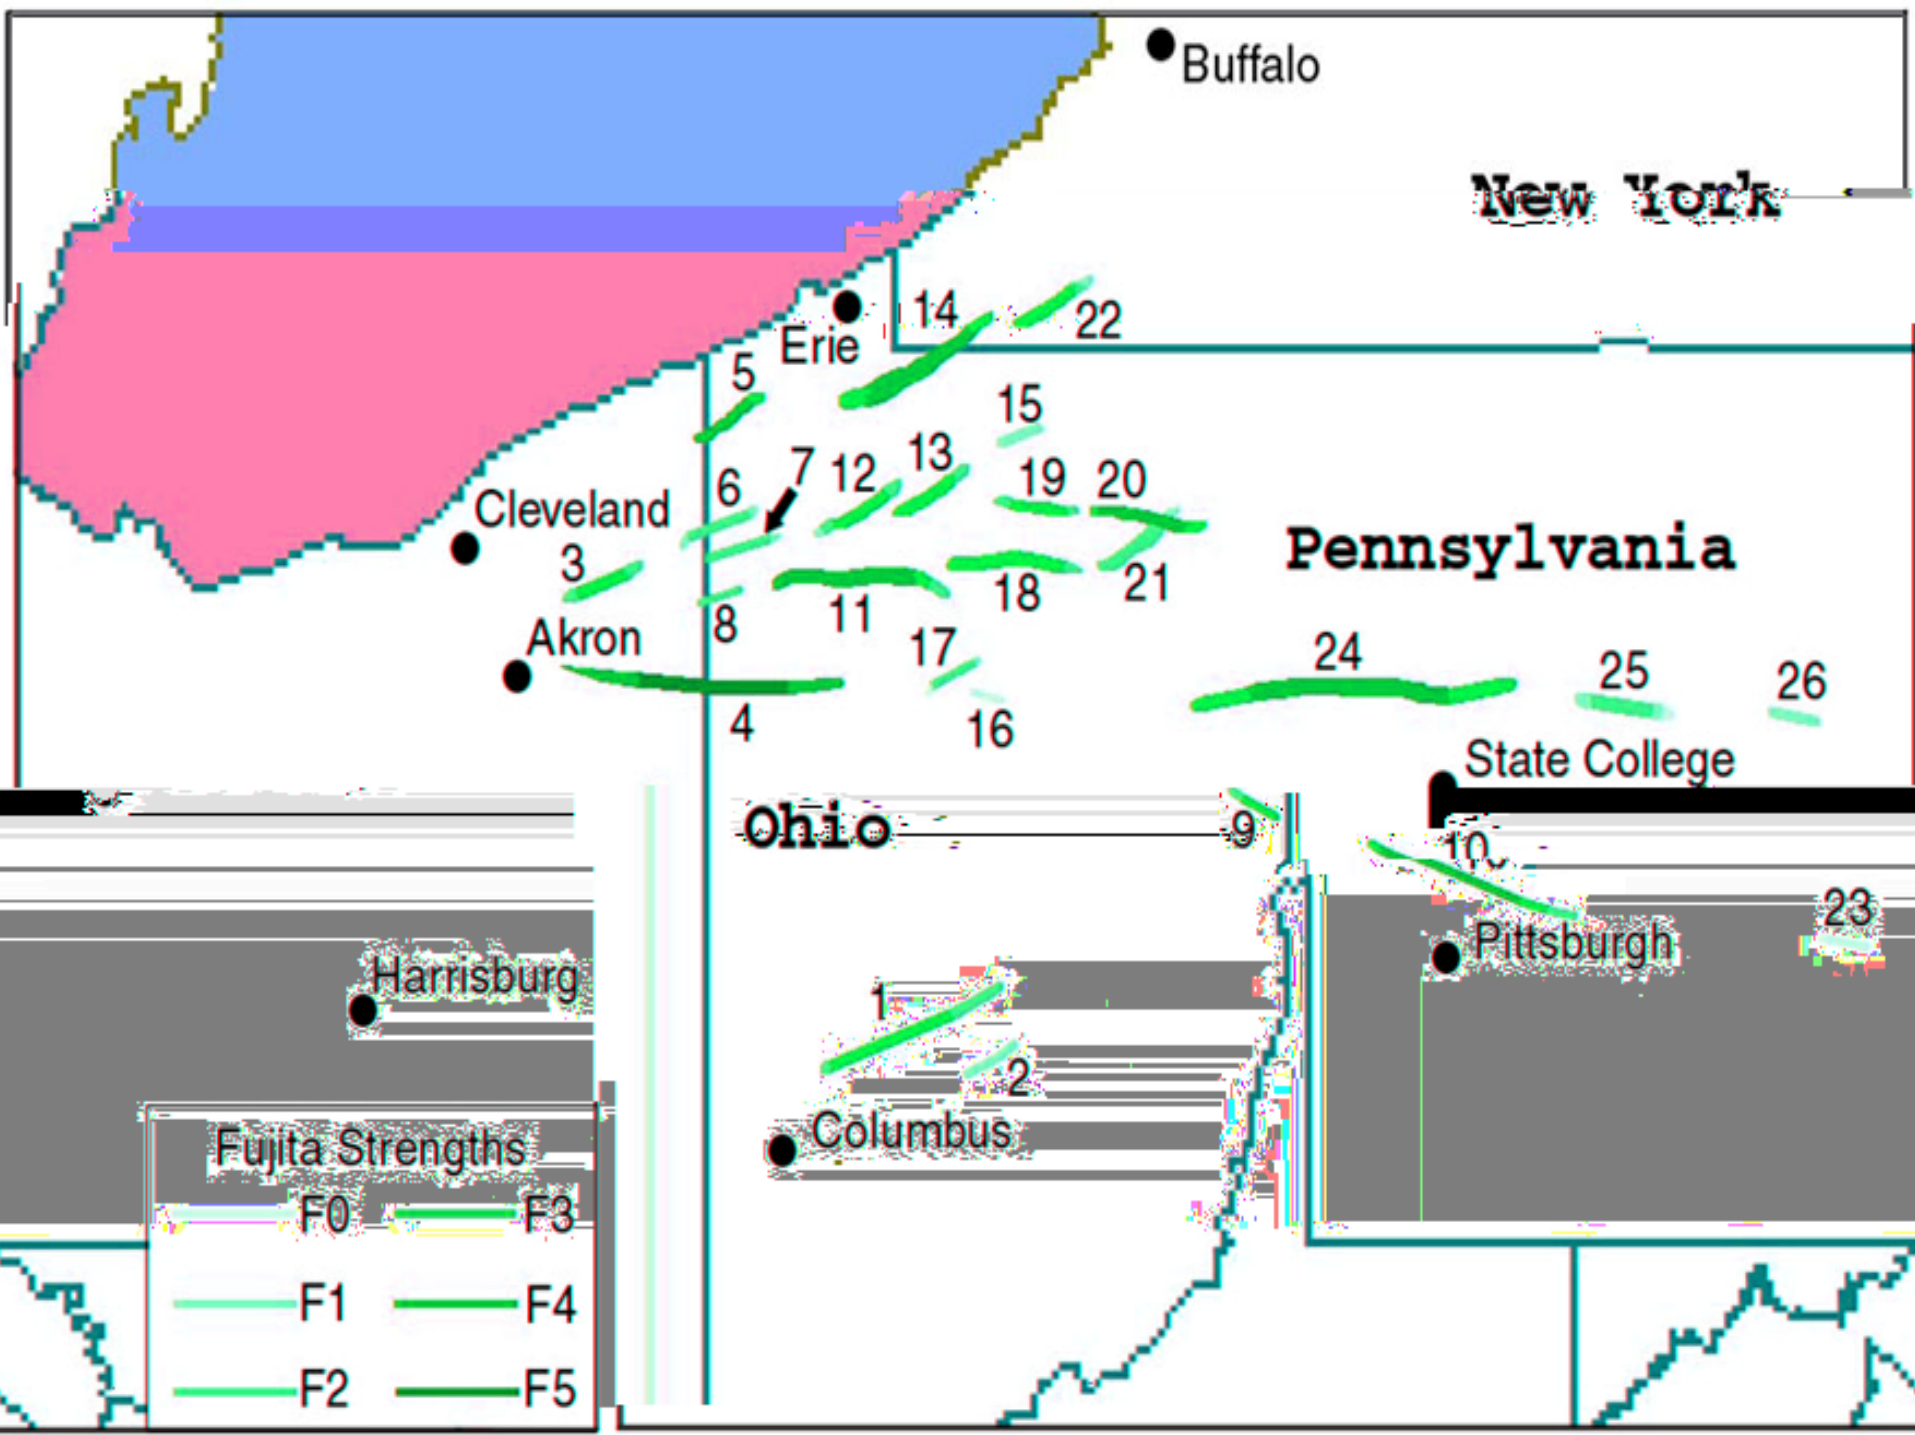 Buffalo
New York
14
22
Erie
5
15
7
12
13
6
19
20
Cleveland
Pennsylvania
3
18
21
11
8
Akron
17
24
25
26
4
16
State College
Ohio
9
10
23
Pittsburgh
Harrisburg
1
2
Columbus
Fujita Strengths
F0 F3
F1 F4
F2 F5